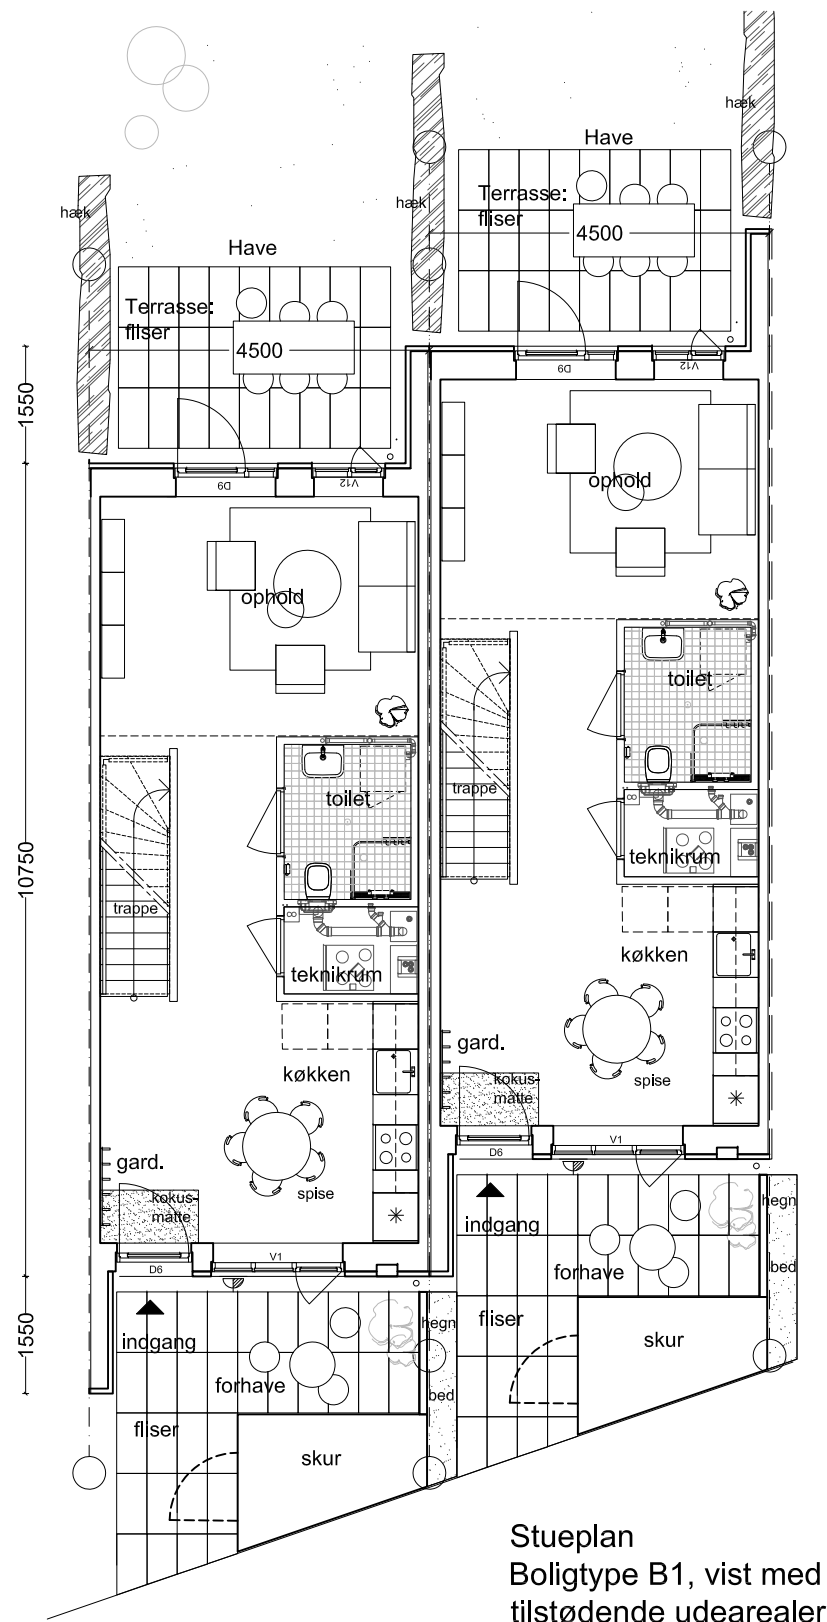 hæk
Have
hæk
Terrasse:
fliser
4500
hæk
Have
Terrasse:
fliser
4500
1550
D9
V12
ophold
D9
V12
ophold
toilet
trappe
toilet
10750
teknikrum
trappe
køkken
teknikrum
gard.
kokus-
måtte
spise
køkken
D6
V1
gard.
kokus-
måtte
spise
indgang
hegn
D6
V1
forhave
bed
fliser
skur
1550
indgang
hegn
forhave
bed
fliser
skur
Stueplan
Boligtype B1, vist med
tilstødende udearealer